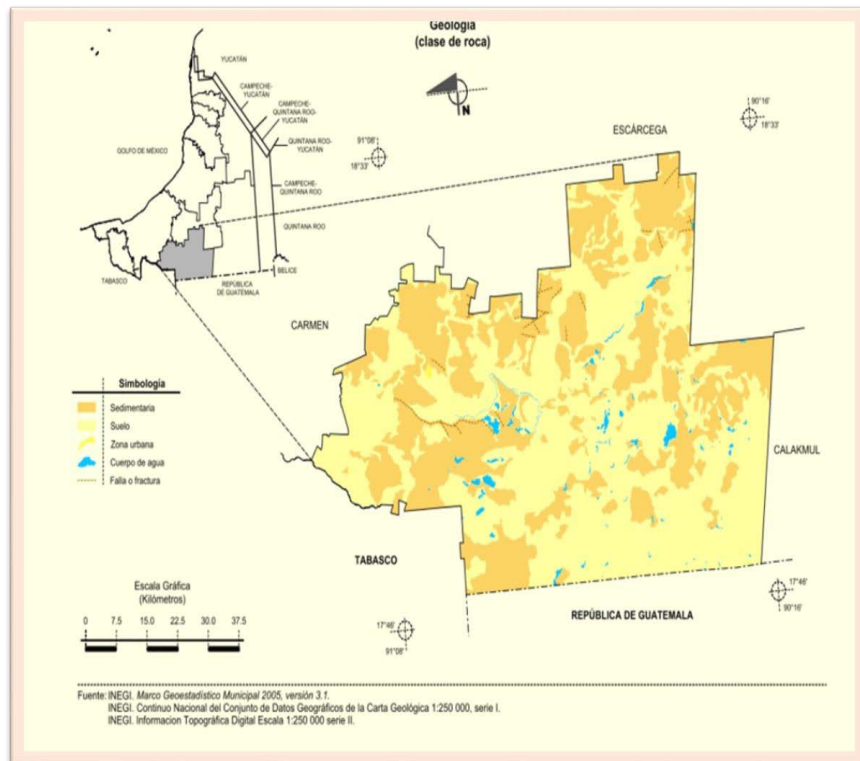 Geología
(clase de roca)
YUCATÁN
CAMPECHE-
YUCATÁN
CAMPECHE-
QUINTANA ROO-
YUCATÁN
QUINTANA ROO-
YUCATÁN
GOLFO DE MÉXICO
CAMPECHE-
QUINTANA ROO
QUINTANA ROO
BELICE
TABASCO
REPÚBLICA
DE GUATEMALA
N
91°08'
18°33'
ESCÁRCEGA
90°16'
18°33'
CARMEN
Simbología
Sedimentaria
Suelo
Zona urbana
Cuerpo de agua
Falla o fractura
CALAKMUL
TABASCO
Escala Gráfica
(Kilómetros)
0 7.5 15.0 22.5 30.0 37.5
17°46'
91°08'
REPÚBLICA DE GUATEMALA
17°46'
90°16'
Fuente: INEGI. Marco Geoestadístico Municipal 2005, versión 3.1.
INEGI. Continuo Nacional del Conjunto de Datos Geográficos de la Carta Geológica 1:250 000, serie I.
INEGI. Informacion Topográfica Digital Escala 1:250 000 serie II.